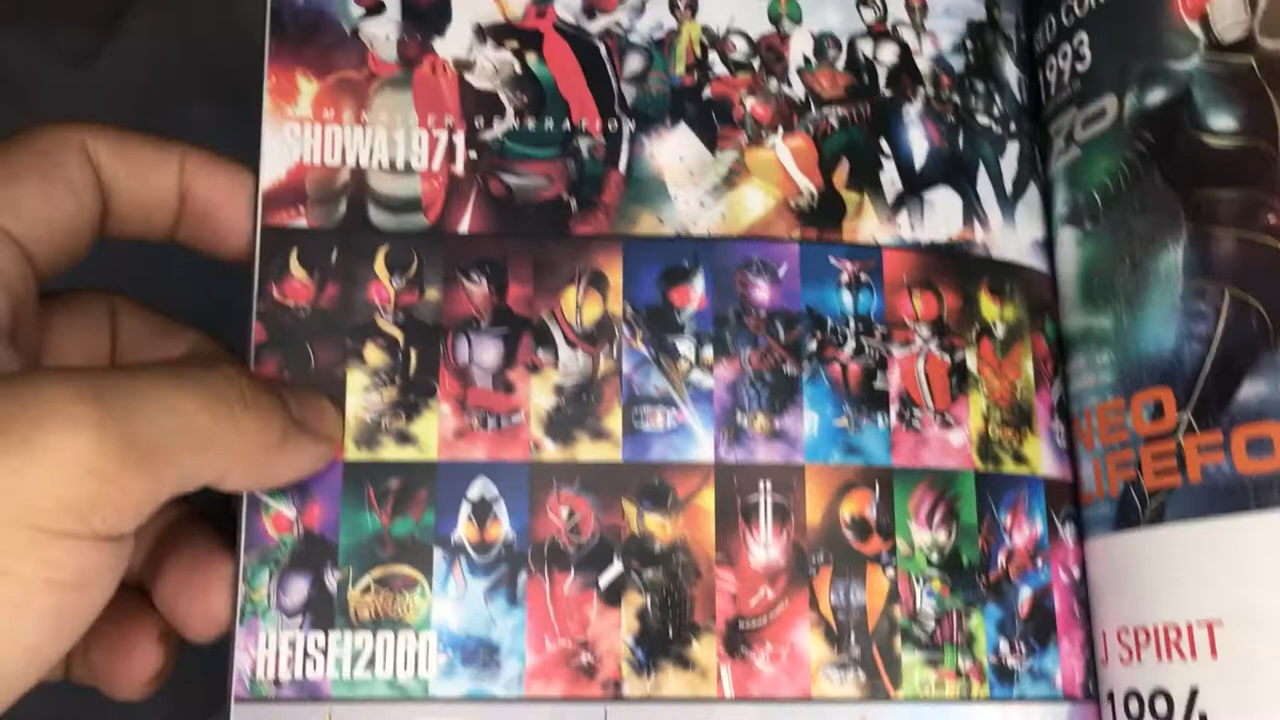 SHOWA1971-
HEISEI2000-
1993
ZO
NEO
LIFEFO
J SPIRIT
1994